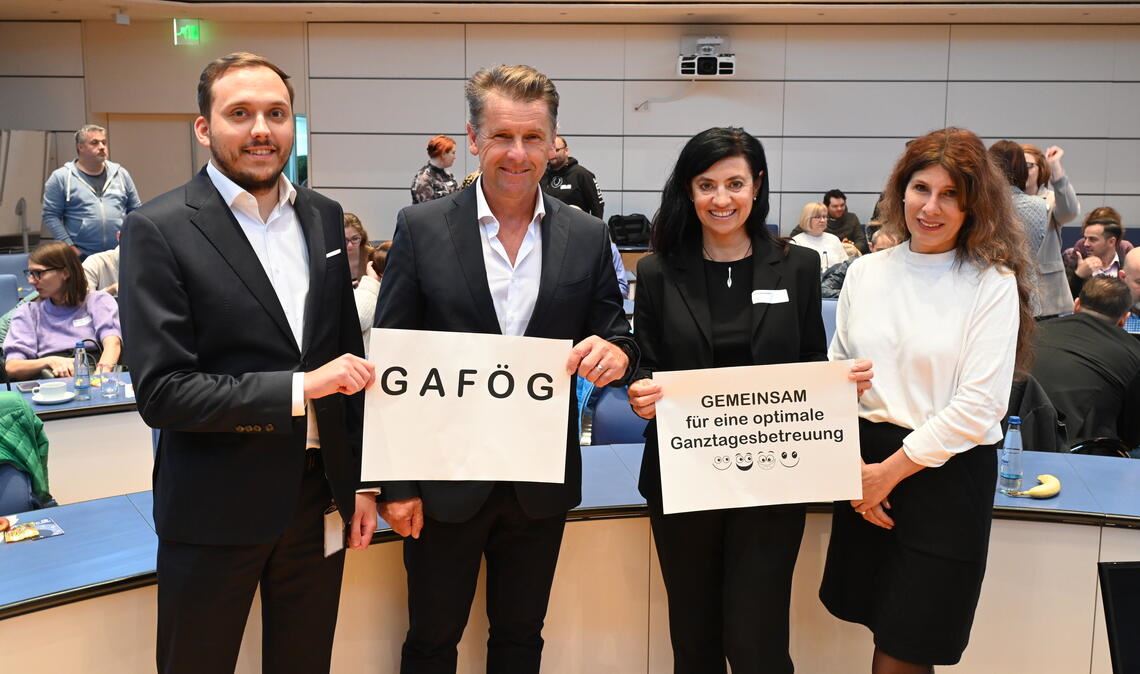 GAFÖG
GEMEINSAM
für eine optimale
Ganztagesbetreuung